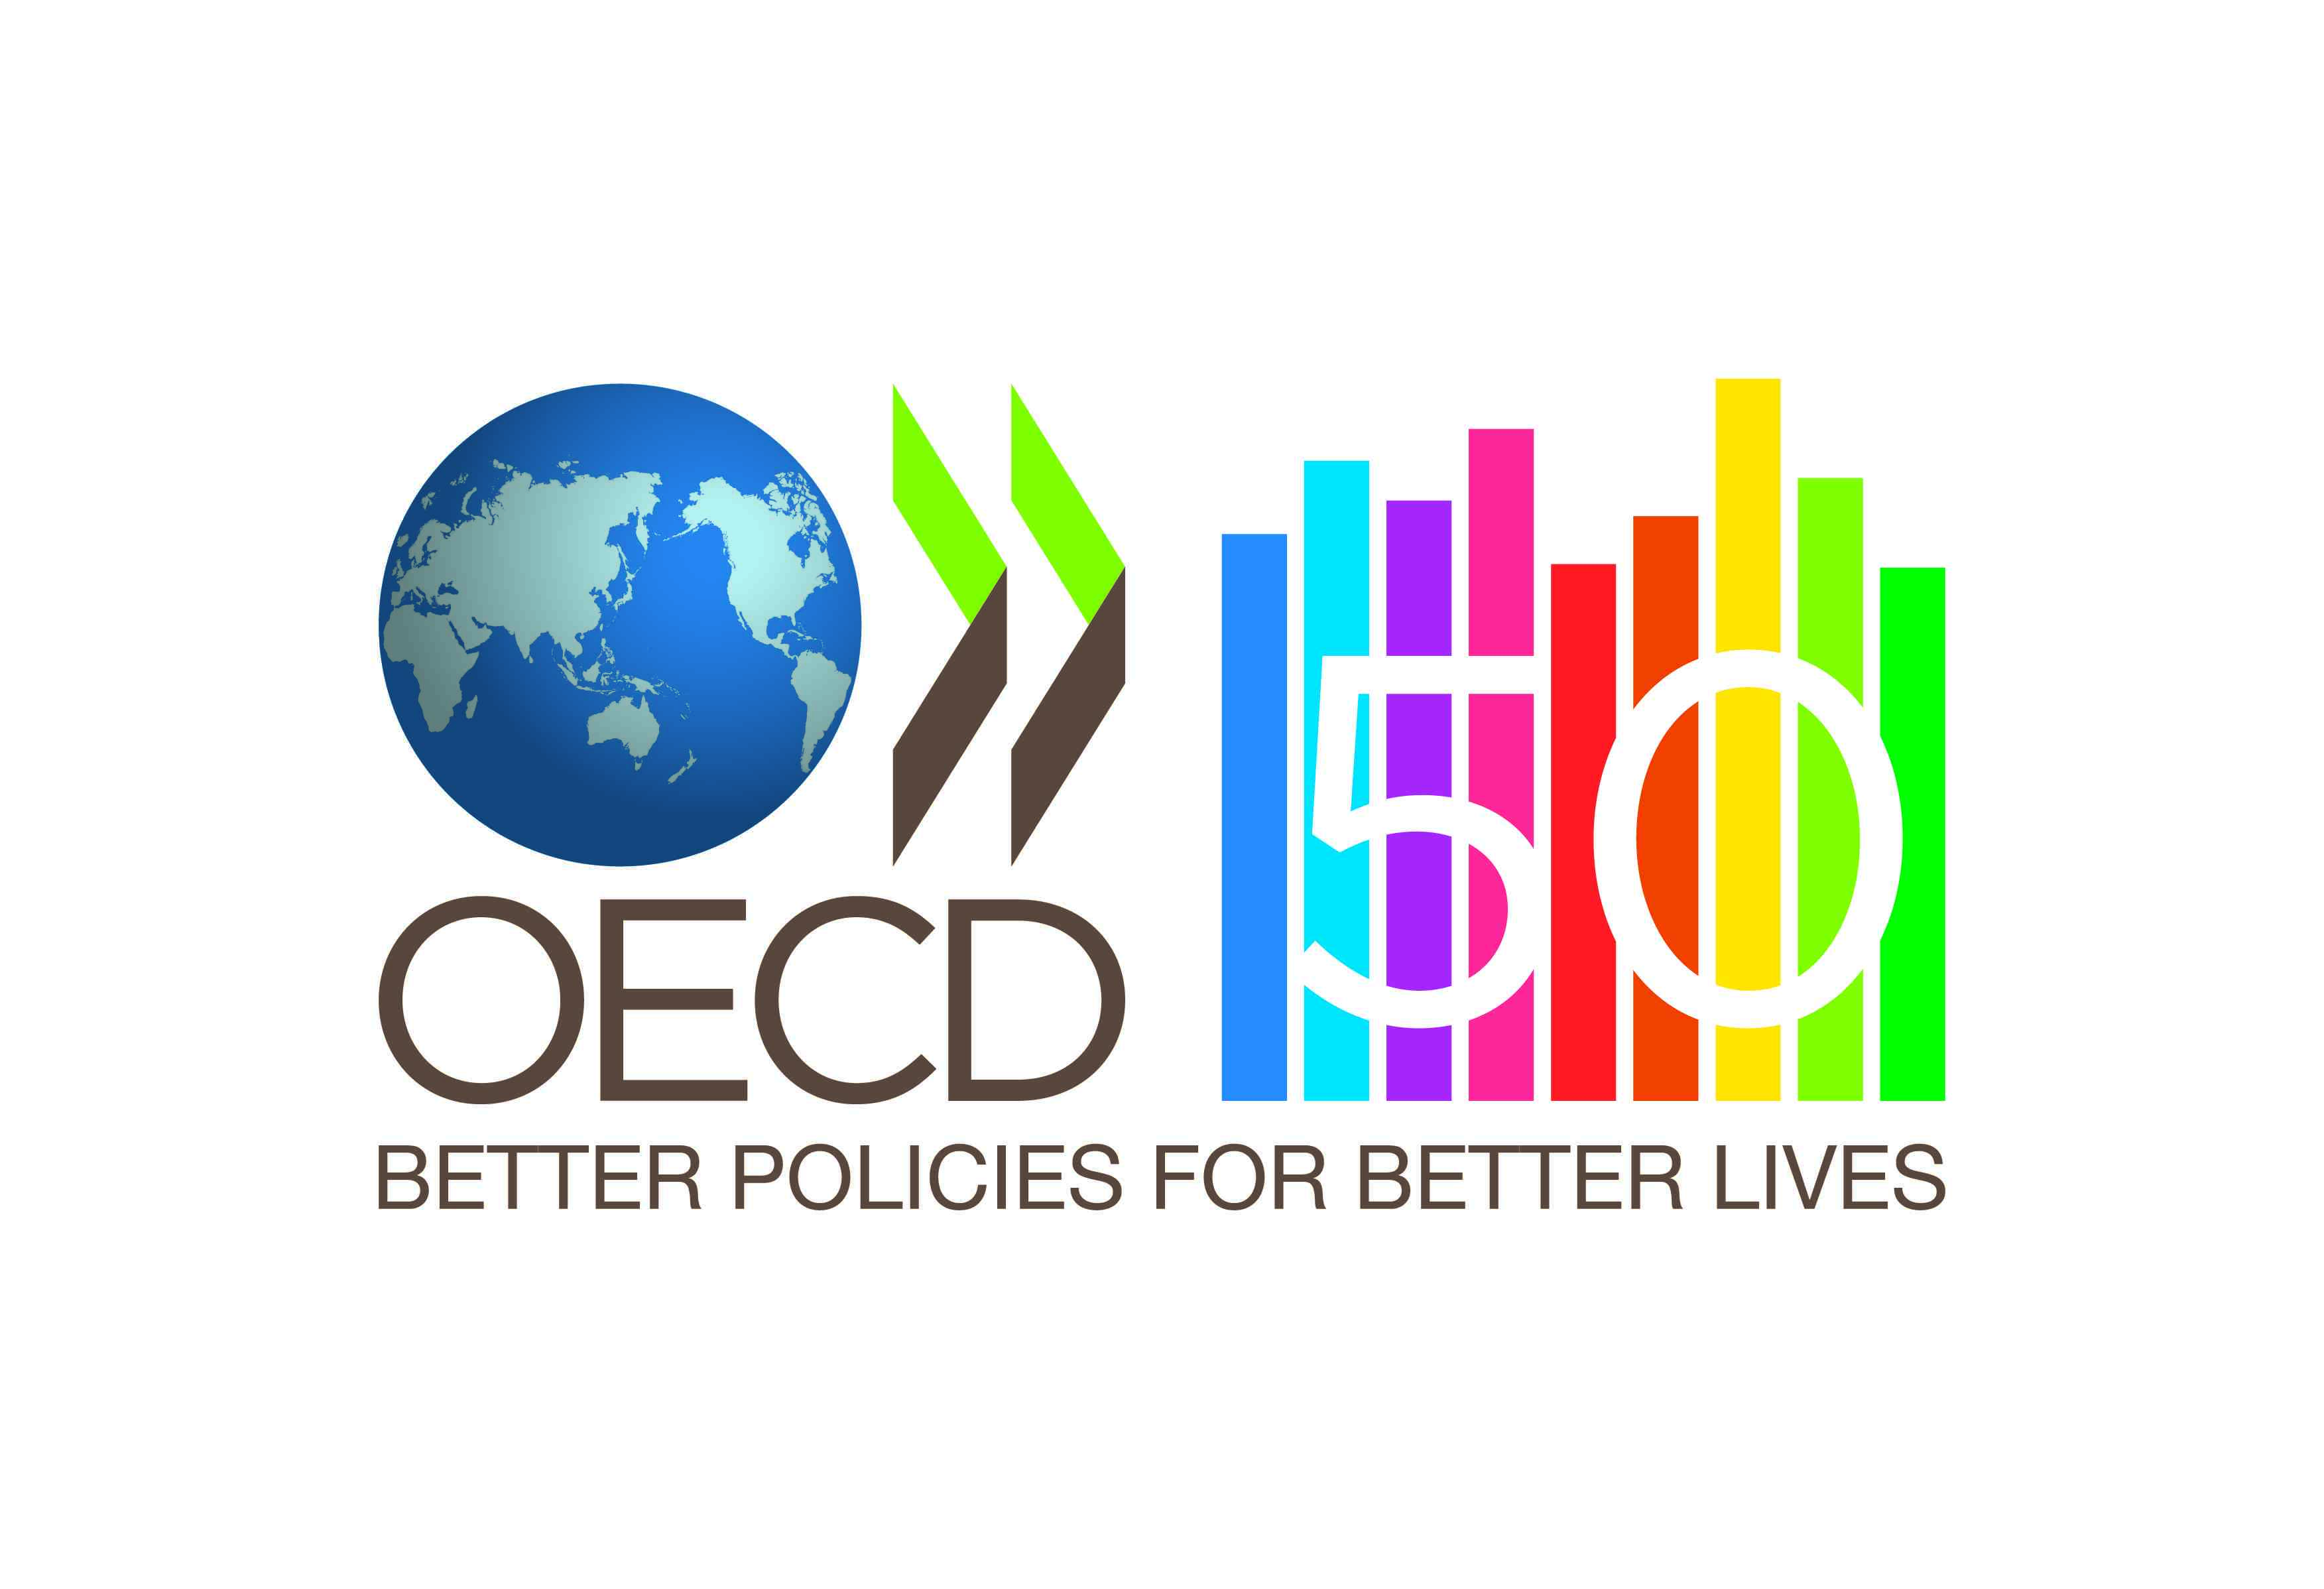 OECD
50
BETTER POLICIES FOR BETTER LIVES